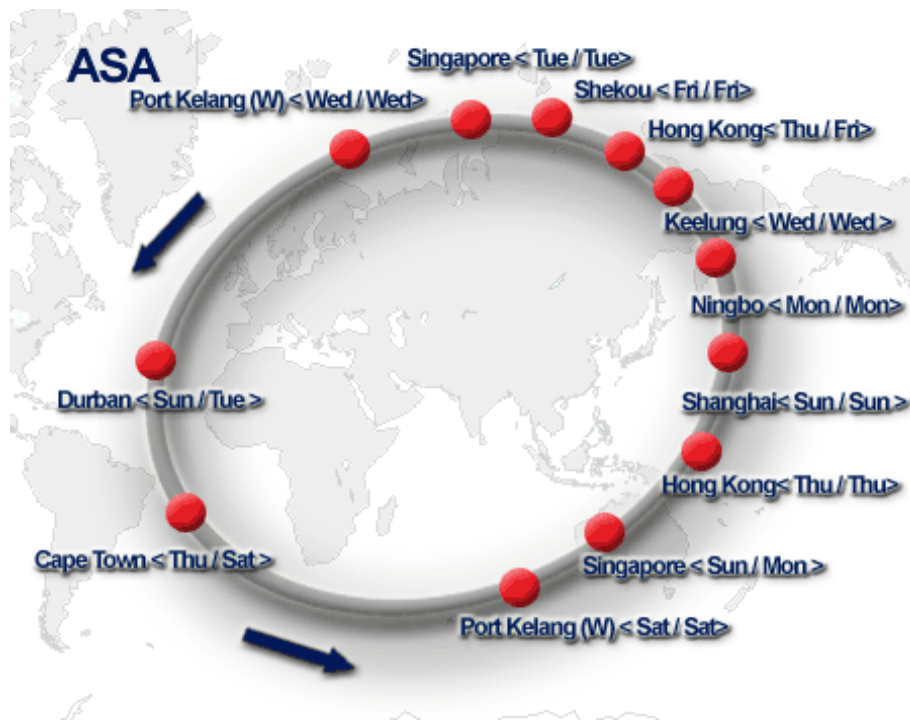 ASA
Singapore < Tue / Tue>
Port Kelang (W) < Wed / Wed>
Shekou < Fri / Fri>
Hong Kong< Thu / Fri>
Keelung < Wed / Wed >
Ningbo < Mon / Mon>
Durban < Sun / Tue >
Shanghai< Sun / Sun >
Hong Kong< Thu / Thu>
Cape Town < Thu / Sat >
Singapore < Sun / Mon >
Port Kelang (W) < Sat / Sat>